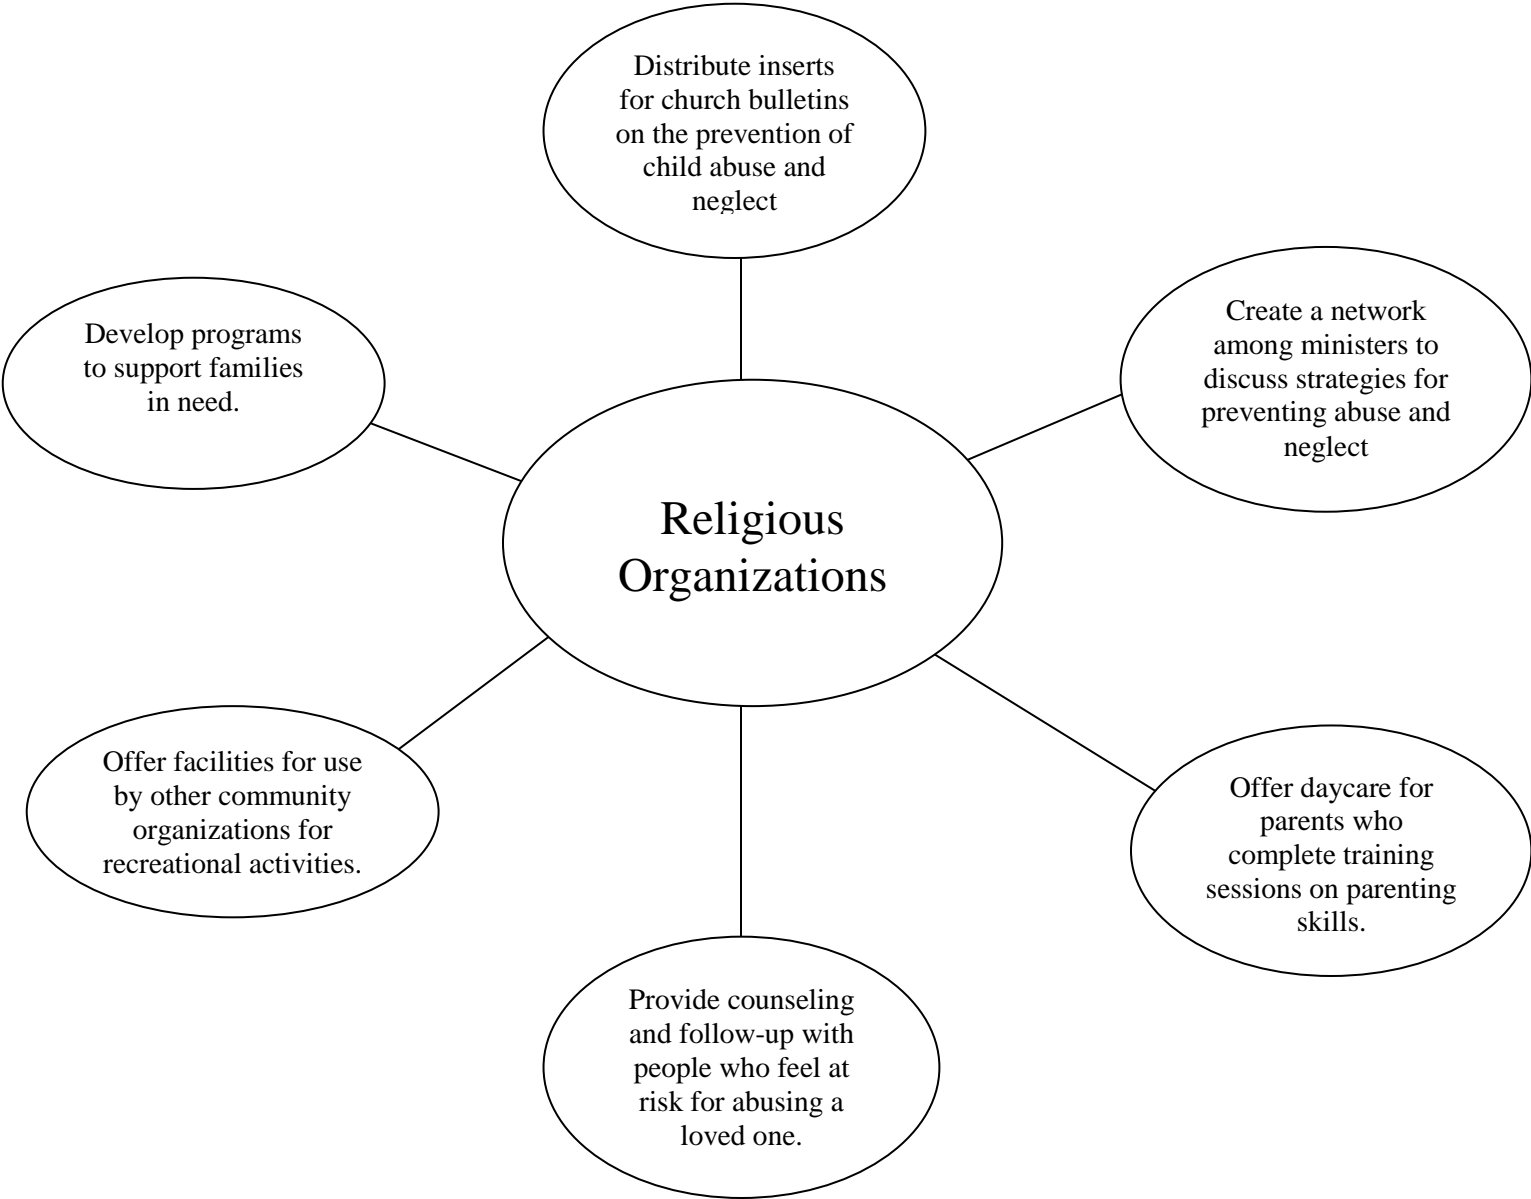 Distribute inserts
for church bulletins
on the prevention of
child abuse and
neglect
Create a network
among ministers to
discuss strategies for
preventing abuse and
neglect
Develop programs
to support families
in need.
Religious
Organizations
Offer facilities for use
by other community
organizations for
recreational activities.
Offer daycare for
parents who
complete training
sessions on parenting
skills.
Provide counseling
and follow-up with
people who feel at
risk for abusing a
loved one.